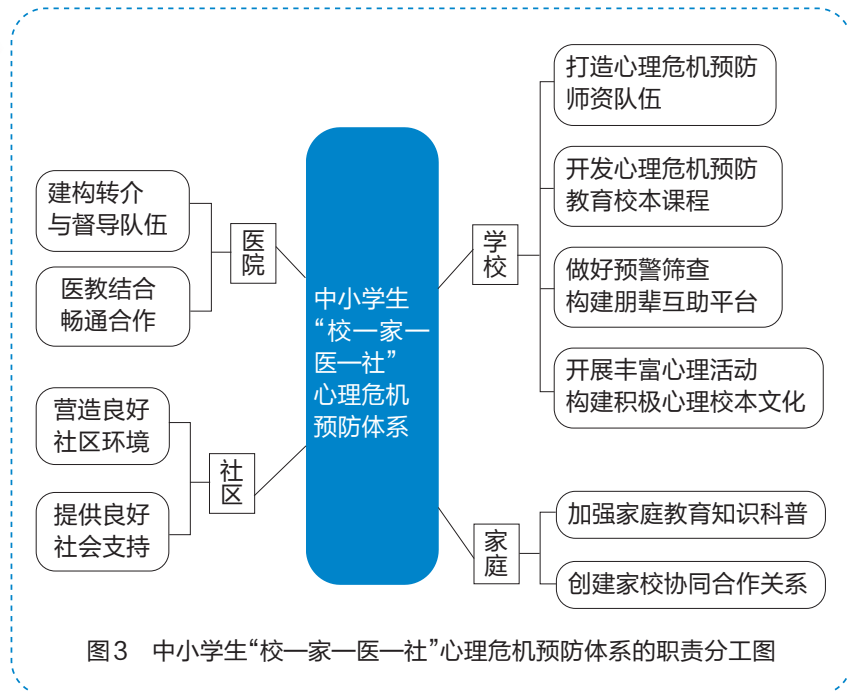 建构转介
与督导队伍
医教结合
畅通合作
医
院
营造良好
社区环境
提供良好
社会支持
社
区
中小学生
“校—家—
医—社”
心理危机
预防体系
学
校
打造心理危机预防
师资队伍
开发心理危机预防
教育校本课程
做好预警筛查
构建朋辈互助平台
开展丰富心理活动
构建积极心理校本文化
家
庭
加强家庭教育知识科普
创建家校协同合作关系
图3 中小学生“校—家—医—社”心理危机预防体系的职责分工图